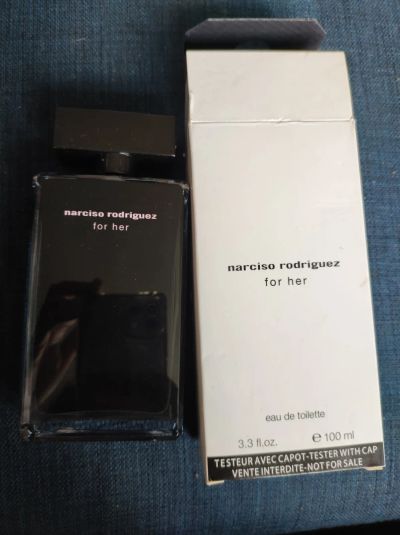 narciso rodriguez
for her
narciso rodriguez
for her
eau de toilette
3.3 fl.oz. ℮ 100 ml
TESTEUR AVEC CAPOT-TESTER WITH CAP
VENTE INTERDITE-NOT FOR SALE